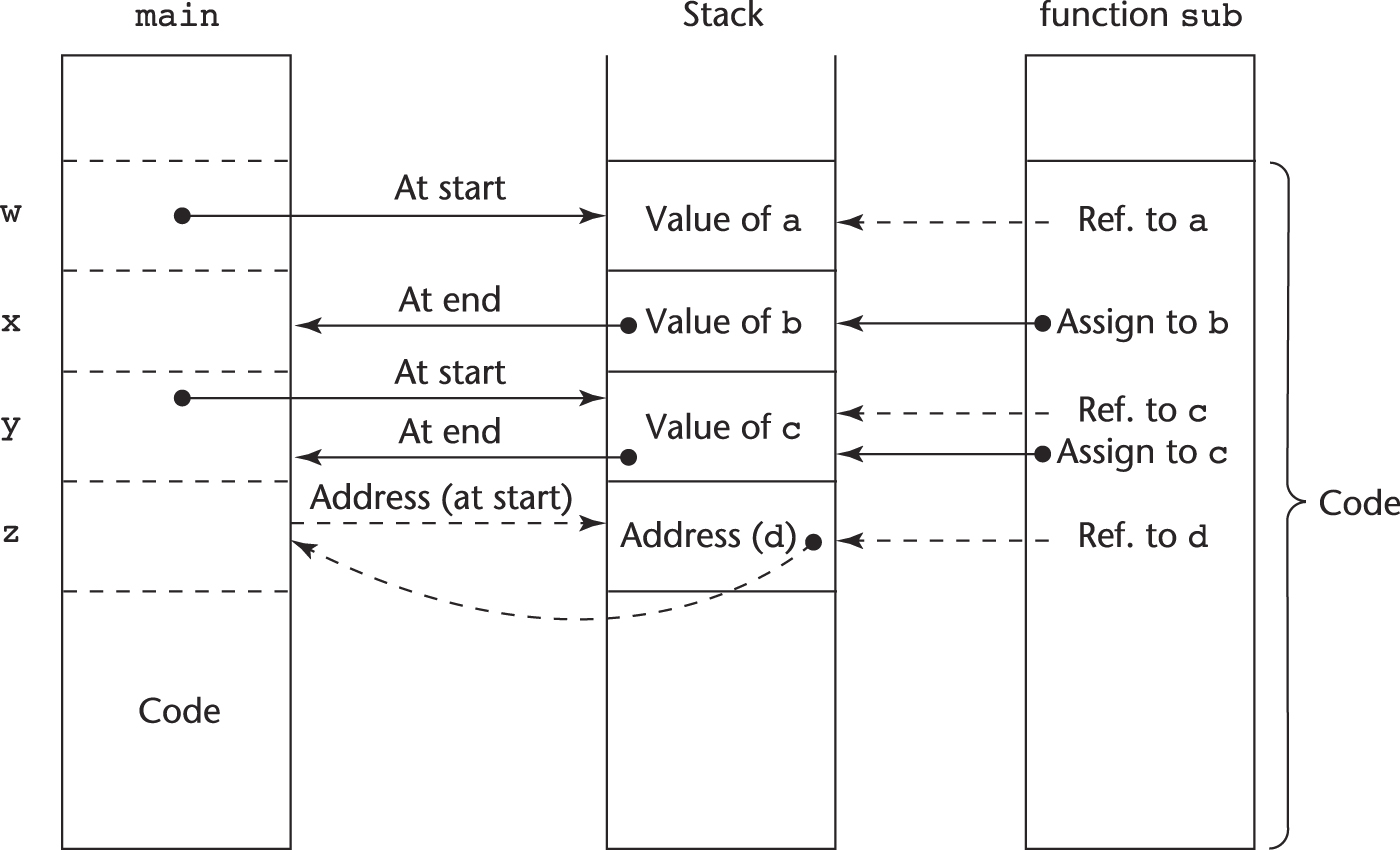 main
Stack
function sub
w
At start
Value of a
Ref. to a
x
At end
Value of b
Assign to b
y
At start
At end
Value of c
Ref. to c
Assign to c
z
Address (at start)
Address (d)
Ref. to d
Code
Code